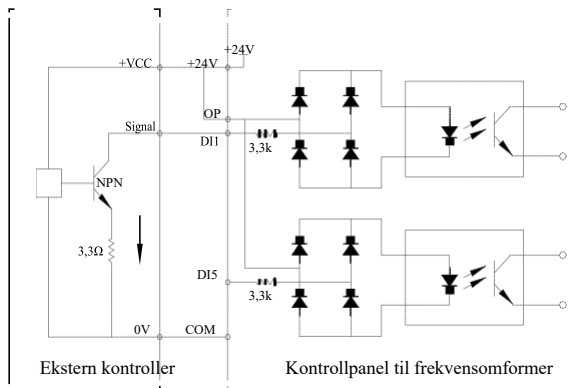 +24V
+VCC
+24V
OP
Signal
DI1
3,3k
NPN
3,3Ω
DI5
3,3k
0V
COM
Ekstern kontroller
Kontrollpanel til frekvensomformer